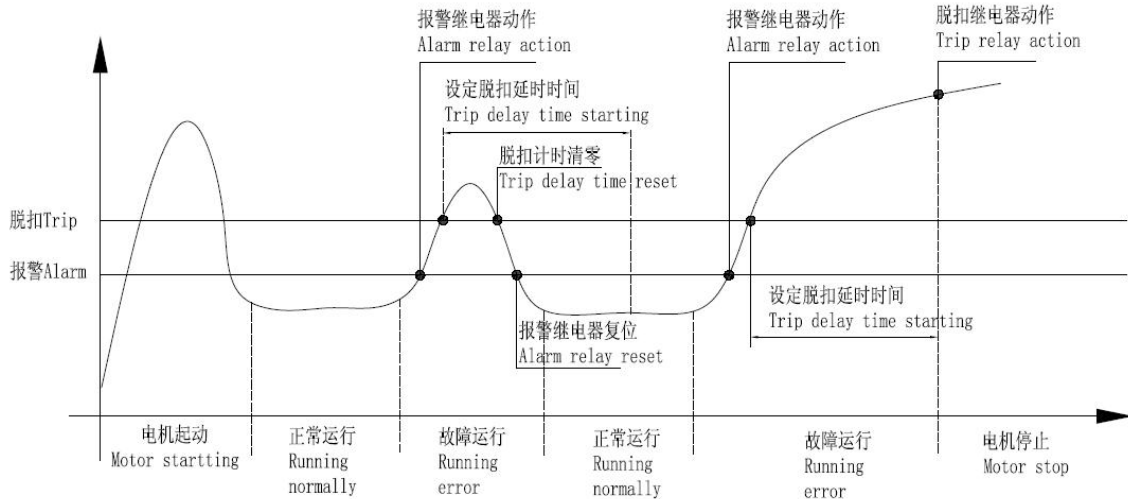 报警继电器动作
Alarm relay action
报警继电器动作
Alarm relay action
脱扣继电器动作
Trip relay action
设定脱扣延时时间
Trip delay time starting
脱扣计时清零
Trip delay time reset
脱扣Trip
报警Alarm
设定脱扣延时时间
Trip delay time starting
报警继电器复位
Alarm relay reset
电机起动
Motor startting
正常运行
Running
normally
故障运行
Running
error
正常运行
Running
normally
故障运行
Running
error
电机停止
Motor stop